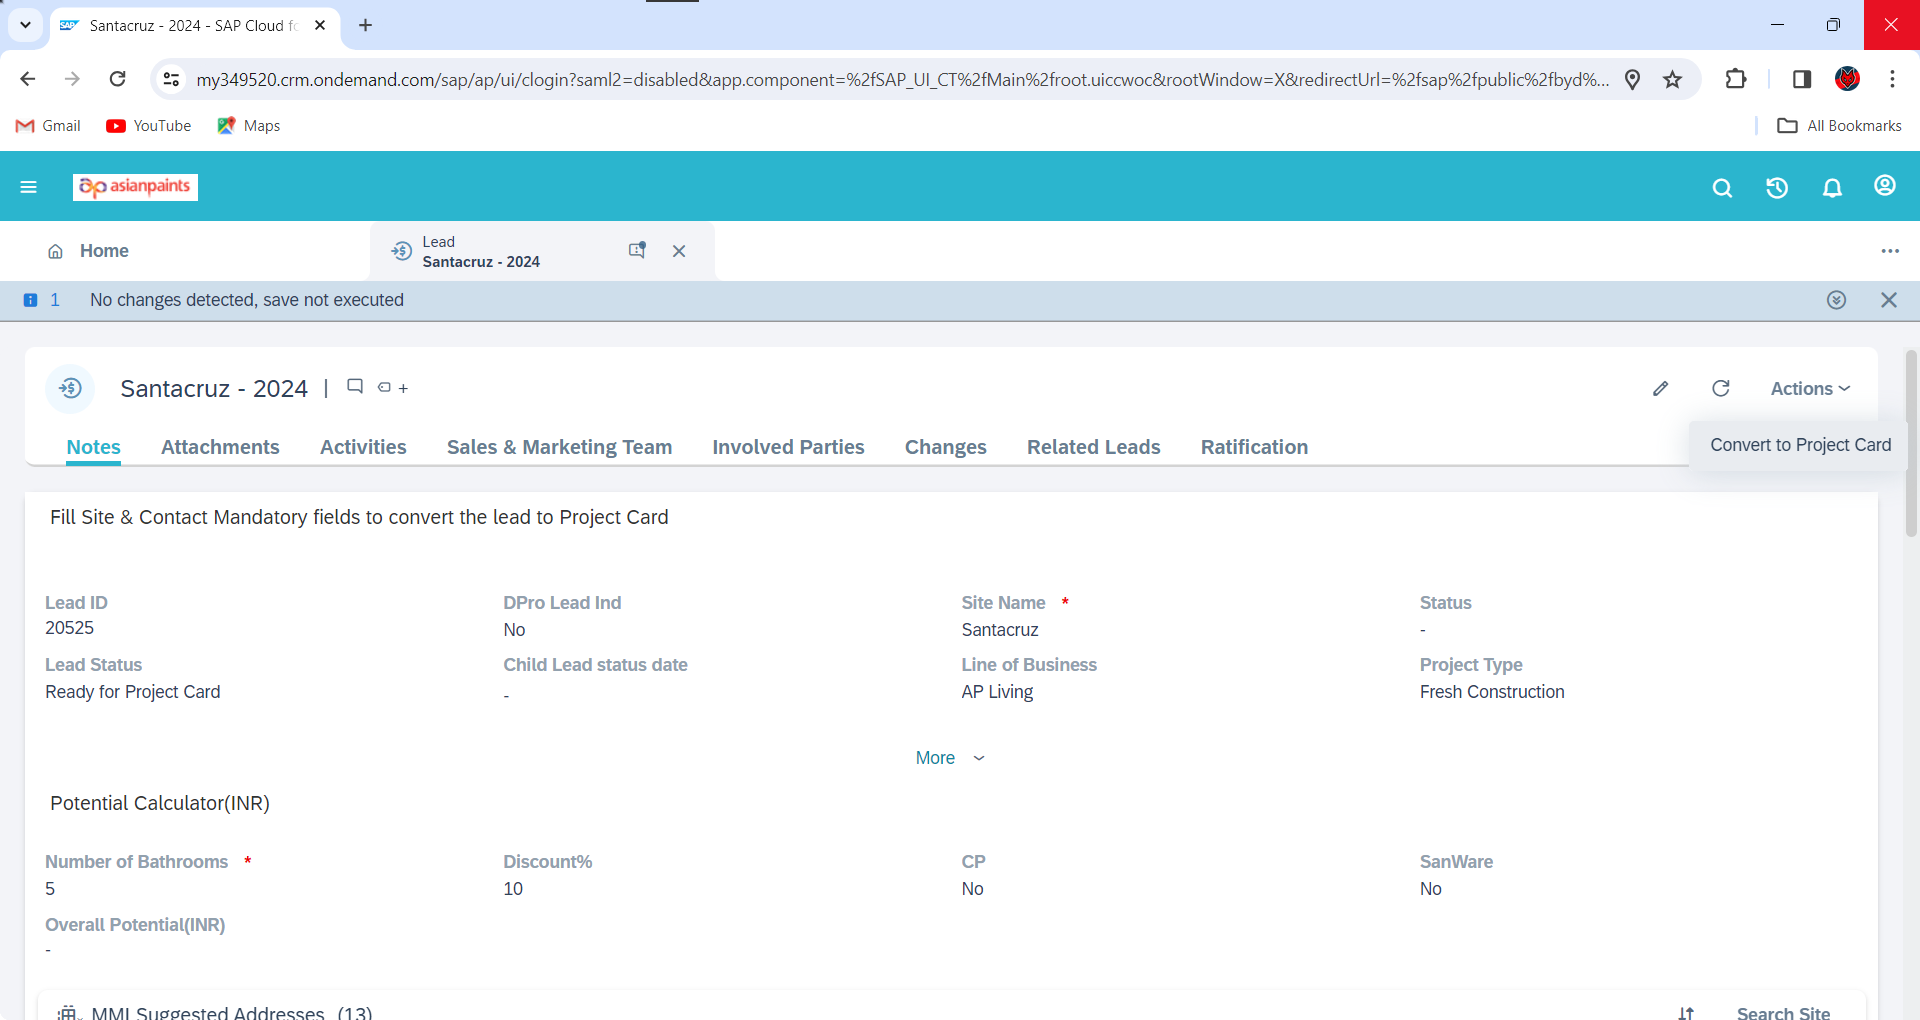 Santacruz - 2024 - SAP Cloud fo
my349520.crm.ondemand.com/sap/ap/ui/clogin?saml2=disabled&app.component=%2fSAP_UI_CT%2fMain%2froot.uiccwoc&rootWindow=X&redirectUrl=%2fsap%2fpublic%2fbyd%...
Gmail YouTube Maps All Bookmarks
asianpaints
Home
Lead
Santacruz - 2024
1 No changes detected, save not executed
Santacruz - 2024 | +
Actions
Notes Attachments Activities Sales & Marketing Team Involved Parties Changes Related Leads Ratification
Convert to Project Card
Fill Site & Contact Mandatory fields to convert the lead to Project Card
Lead ID DPro Lead Ind Site Name * Status
20525 No Santacruz -
Lead Status Child Lead status date Line of Business Project Type
Ready for Project Card - AP Living Fresh Construction
More
Potential Calculator(INR)
Number of Bathrooms * Discount% CP SanWare
5 10 No No
Overall Potential(INR)
-
MMI Suggested Addresses (13) Search Site